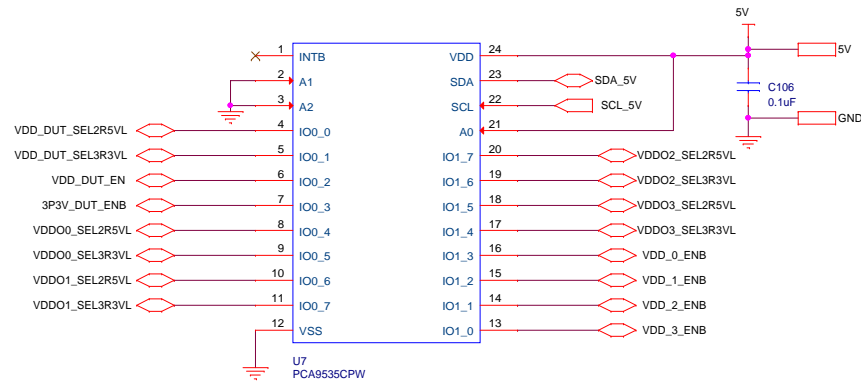 5V
1 INTB VDD 24 5V
2 A1 SDA 23 SDA_5V C106
3 A2 SCL 22 SCL_5V 0.1uF
GND
VDD_DUT_SEL2R5VL 4 IO0_0 A0 21
VDD_DUT_SEL3R3VL 5 IO0_1 IO1_7 20 VDDO2_SEL2R5VL
VDD_DUT_EN 6 IO0_2 IO1_6 19 VDDO2_SEL3R3VL
3P3V_DUT_ENB 7 IO0_3 IO1_5 18 VDDO3_SEL2R5VL
VDDO0_SEL2R5VL 8 IO0_4 IO1_4 17 VDDO3_SEL3R3VL
VDDO0_SEL3R3VL 9 IO0_5 IO1_3 16 VDD_0_ENB
VDDO1_SEL2R5VL 10 IO0_6 IO1_2 15 VDD_1_ENB
VDDO1_SEL3R3VL 11 IO0_7 IO1_1 14 VDD_2_ENB
12 VSS IO1_0 13 VDD_3_ENB
U7
PCA9535CPW